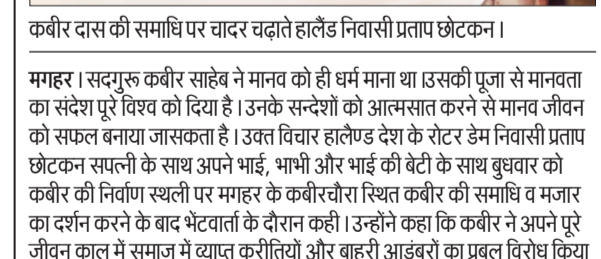 कबीर दास की समाधि पर चादर चढ़ाते हालैंड निवासी प्रताप छोटकन ।
मगहर । सदगुरू कबीर साहेब ने मानव को ही धर्म माना था ।उसकी पूजा से मानवता
का संदेश पूरे विश्व को दिया है । उनके सन्देशों को आत्मसात करने से मानव जीवन
को सफल बनाया जासकता है । उक्त विचार हालैण्ड देश के रोटर डेम निवासी प्रताप
छोटकन सपत्नी के साथ अपने भाई, भाभी और भाई की बेटी के साथ बुधवार को
कबीर की निर्वाण स्थली पर मगहर के कबीरचौरा स्थित कबीर की समाधि व मजार
का दर्शन करने के बाद भेंटवार्ता के दौरान कही । उन्होंने कहा कि कबीर ने अपने पूरे
जीवन काल में समाज में व्याप्त कुरीतियों और बाहरी आडंबरों का प्रबल विरोध किया